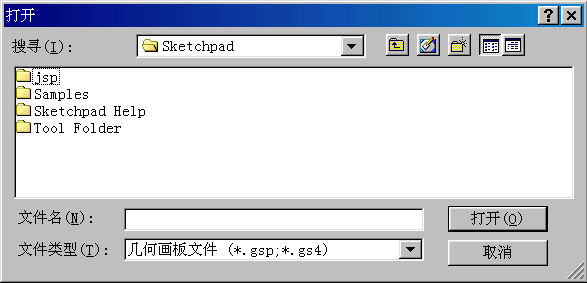 打开
搜寻(I): Sketchpad
jsp
Samples
Sketchpad Help
Tool Folder
文件名(N): 打开(O)
文件类型(T): 几何画板文件 (*.gsp;*.gs4) 取消